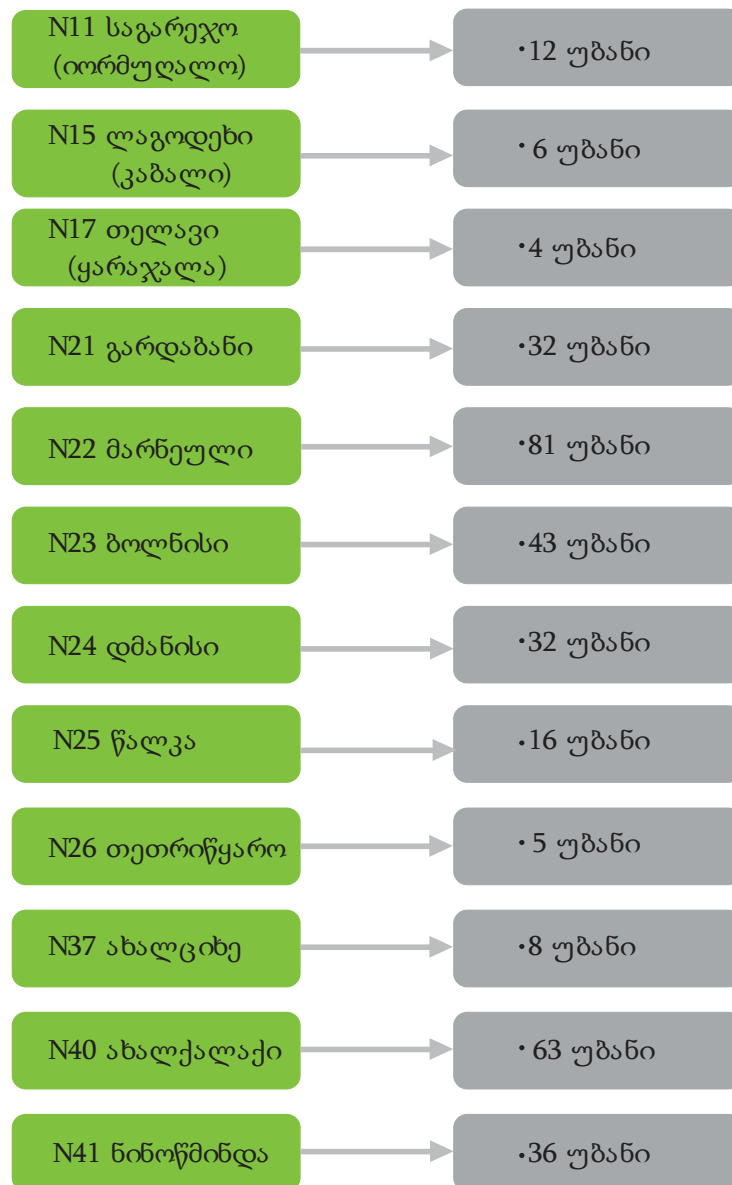 N11 საგარეჯო
(იორმუღალო)
·12 უბანი
N15 ლაგოდეხი
(კაბალი)
· 6 უბანი
N17 თელავი
(ყარაჯალა)
·4 უბანი
N21 გარდაბანი
·32 უბანი
N22 მარნეული
·81 უბანი
N23 ბოლნისი
·43 უბანი
N24 დმანისი
·32 უბანი
N25 წალკა
·16 უბანი
N26 თეთრიწყარო
· 5 უბანი
N37 ახალციხე
·8 უბანი
N40 ახალქალაქი
· 63 უბანი
N41 ნინოწმინდა
·36 უბანი